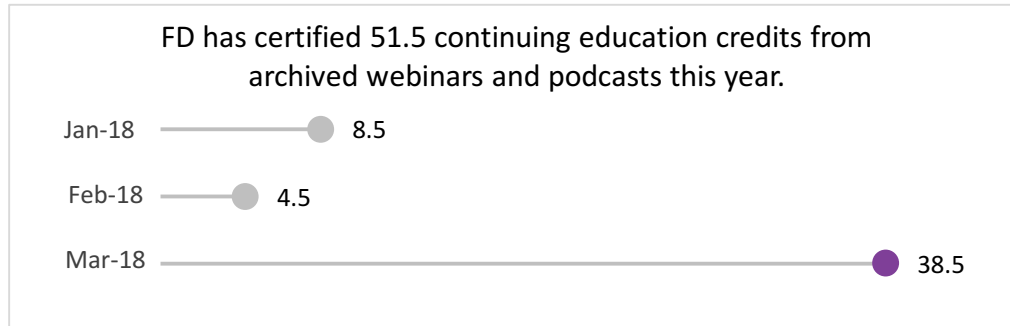 FD has certified 51.5 continuing education credits from
archived webinars and podcasts this year.
Jan-18 8.5
Feb-18 4.5
Mar-18 38.5